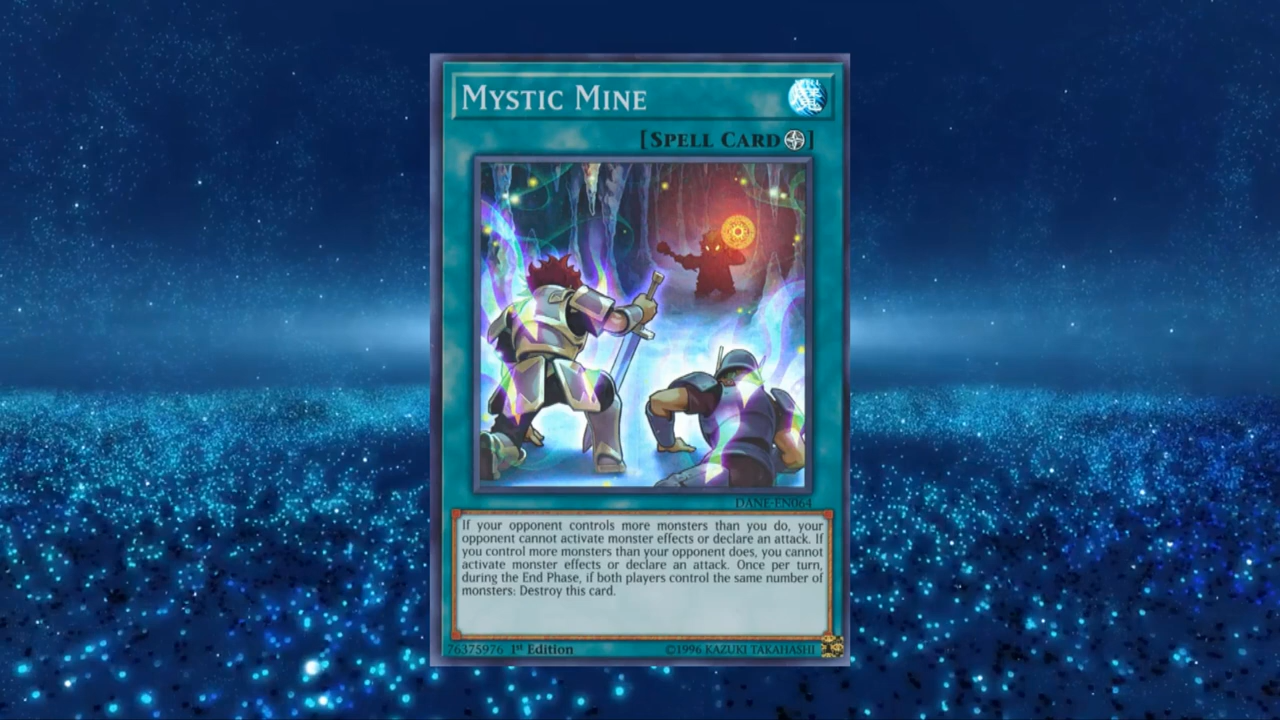 MYSTIC MINE
[SPELL CARD]
DANE-EN064
If your opponent controls more monsters than you do, your
opponent cannot activate monster effects or declare an attack. If
you control more monsters than your opponent does, you cannot
activate monster effects or declare an attack. Once per turn,
during the End Phase, if both players control the same number of
monsters: Destroy this card.
76375976 1st Edition
©1996 KAZUKI TAKAHASHI